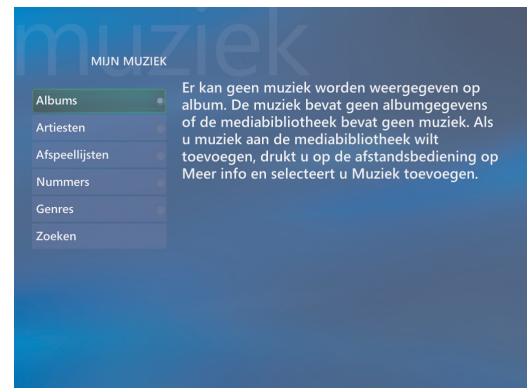 muziek
MIJN MUZIEK
Albums
Artiesten
Afspeellijsten
Nummers
Genres
Zoeken
Er kan geen muziek worden weergegeven op
album. De muziek bevat geen albumgegevens
of de mediabibliotheek bevat geen muziek. Als
u muziek aan de mediabibliotheek wilt
toevoegen, drukt u op de afstandsbediening op
Meer info en selecteert u Muziek toevoegen.